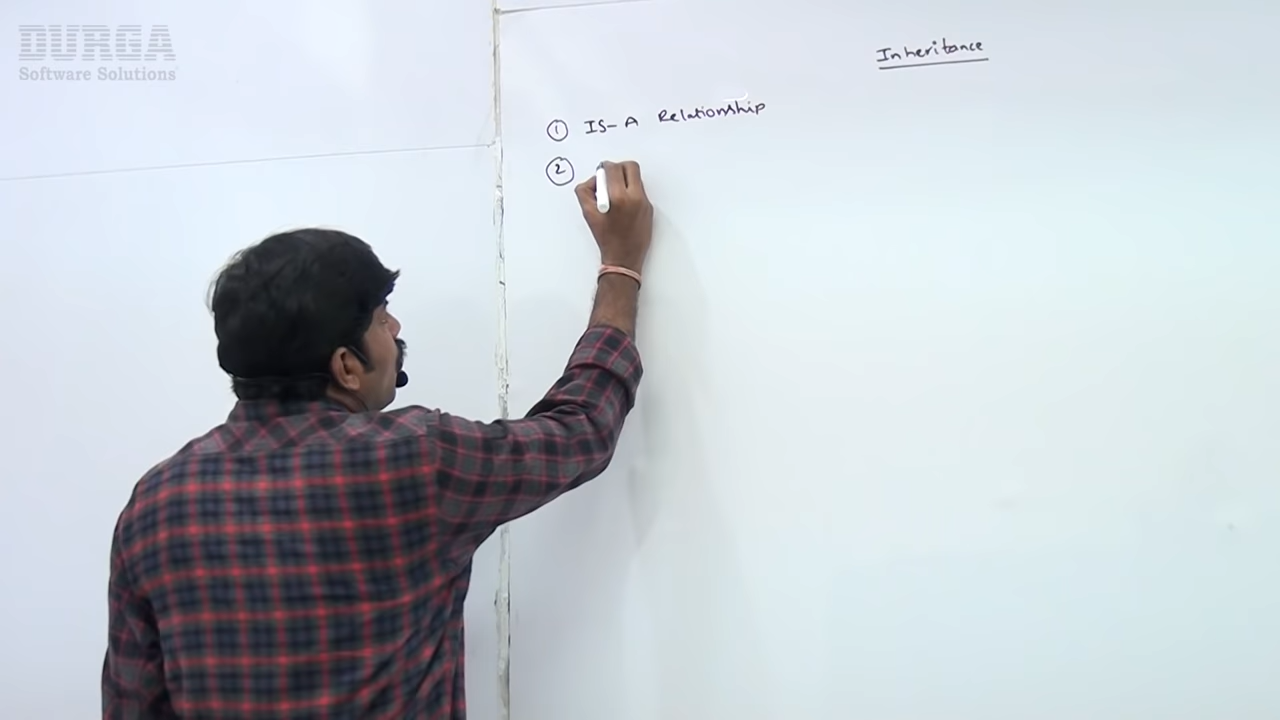 DURGA
Software Solutions
Inheritance
① IS-A Relationship
②